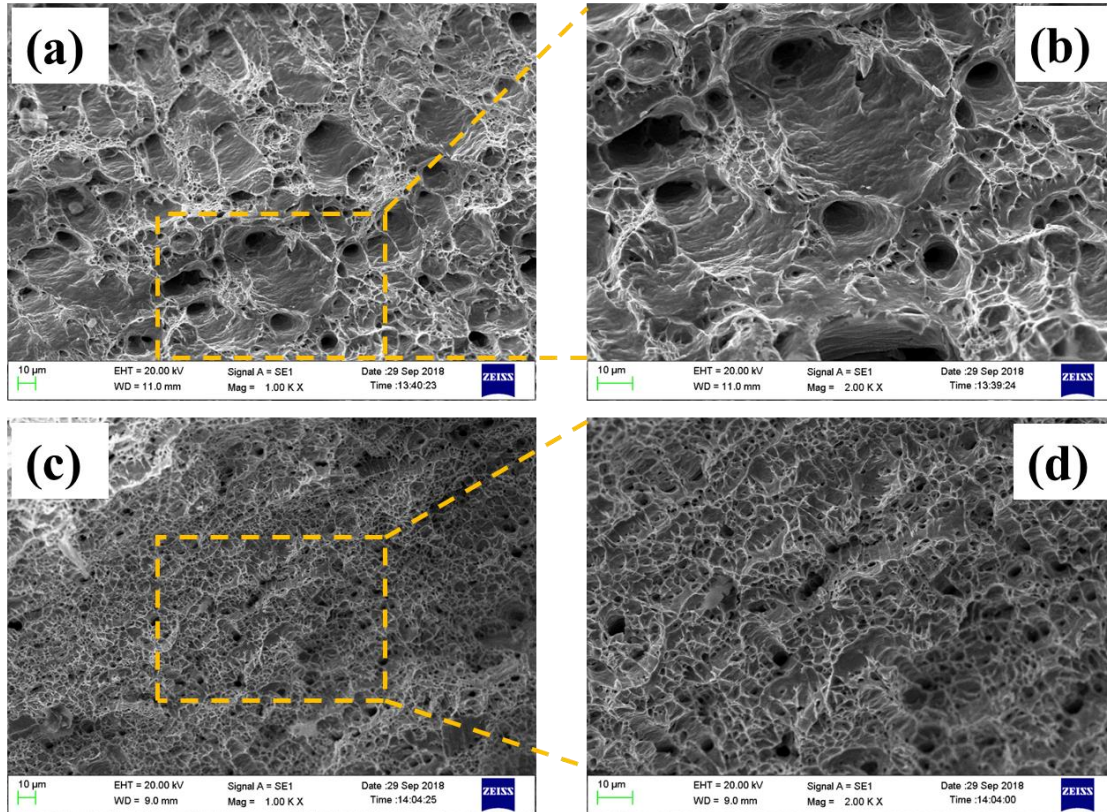 (a)
(b)
10 µm EHT = 20.00 kV Signal A = SE1 Date :29 Sep 2018
WD = 11.0 mm Mag = 1.00 K X Time :13:40:23
ZEISS
10 µm EHT = 20.00 kV Signal A = SE1 Date :29 Sep 2018
WD = 11.0 mm Mag = 2.00 K X Time :13:39:24
ZEISS
(c)
(d)
10 µm EHT = 20.00 kV Signal A = SE1 Date :29 Sep 2018
WD = 9.0 mm Mag = 1.00 K X Time :14:04:25
ZEISS
10 µm EHT = 20.00 kV Signal A = SE1 Date :29 Sep 2018
WD = 9.0 mm Mag = 2.00 K X Time :14:04:00
ZEISS